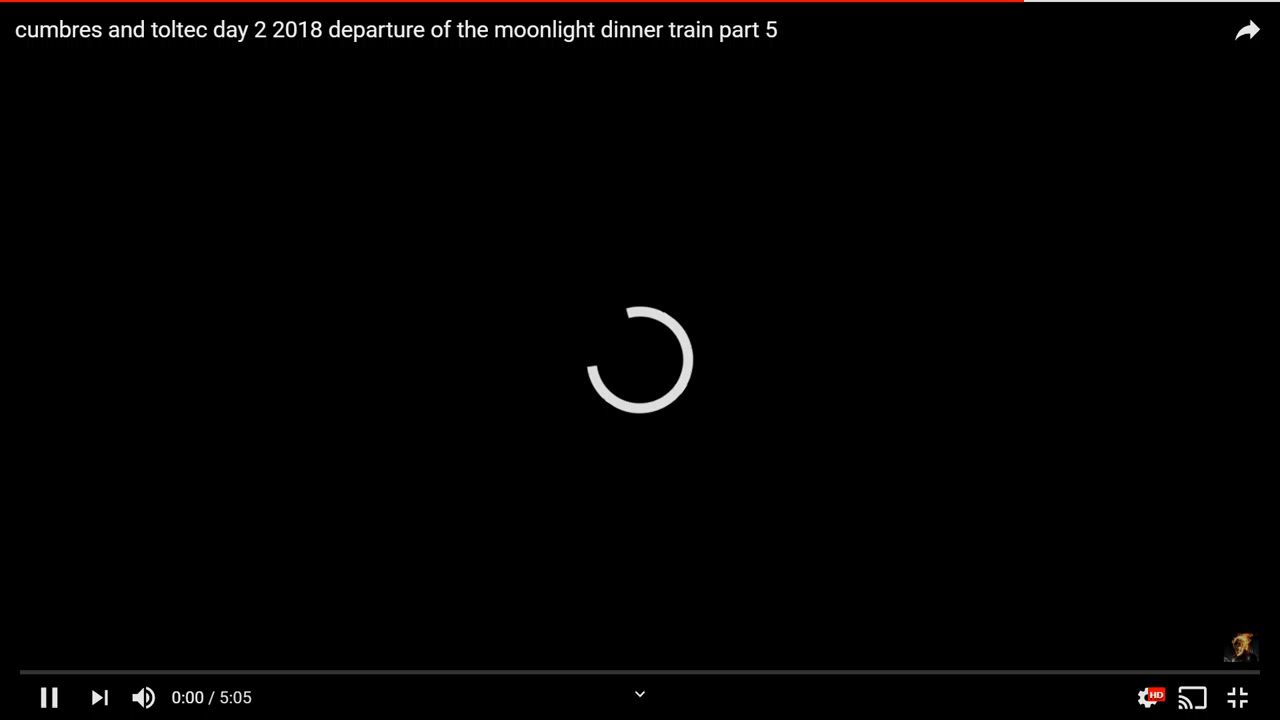 cumbres and toltec day 2 2018 departure of the moonlight dinner train part 5
0:00 / 5:05
HD